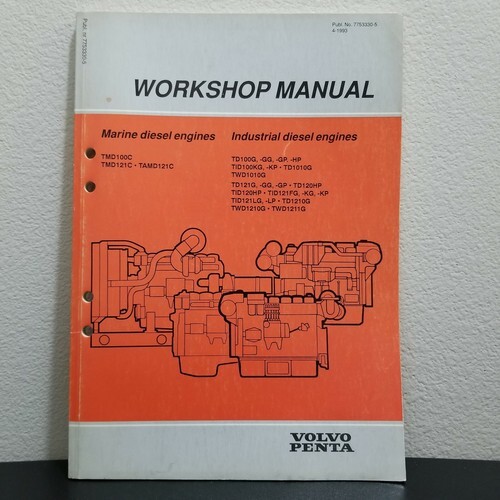 Publ. nr 7753330-5
Publ. No. 7753330-5
4-1993
WORKSHOP MANUAL
Marine diesel engines
TMD100C
TMD121C • TAMD121C
Industrial diesel engines
TD100G, -GG, -GP, -HP
TID100KG, -KP • TD1010G
TWD1010G
TD121G, -GG, -GP • TD120HP
TID120HP • TID121FG, -KG, -KP
TID121LG, -LP • TD1210G
TWD1210G • TWD1211G
VOLVO
PENTA